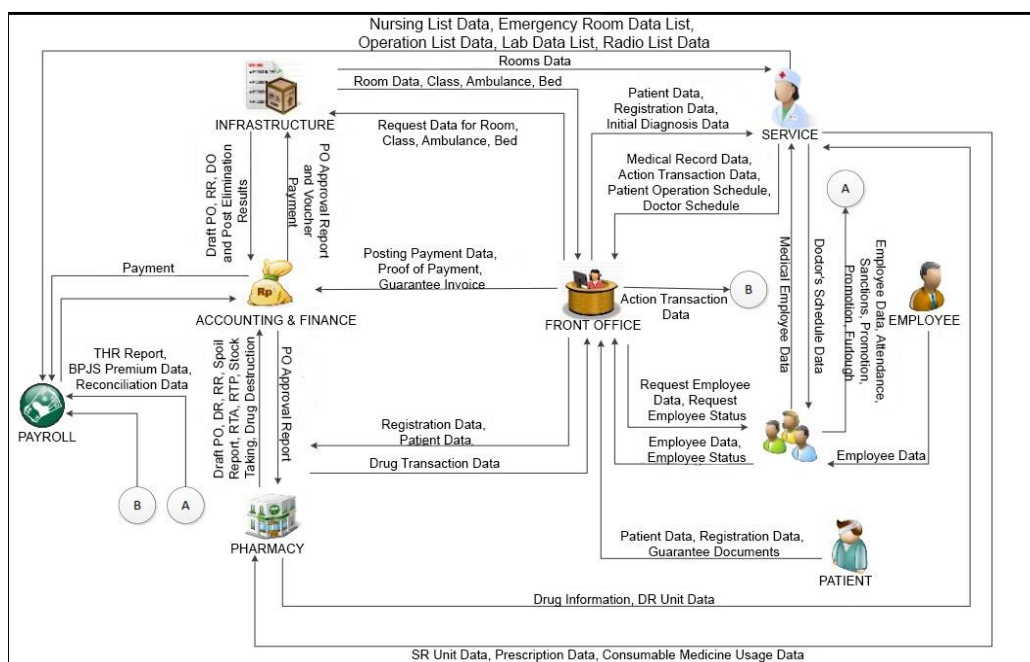 Nursing List Data, Emergency Room Data List,
Operation List Data, Lab Data List, Radio List Data
Rooms Data
Room Data, Class, Ambulance, Bed
INFRASTRUCTURE
Request Data for Room,
Class, Ambulance, Bed
Patient Data,
Registration Data,
Initial Diagnosis Data
SERVICE
Medical Record Data,
Action Transaction Data,
Patient Operation Schedule,
Doctor Schedule
A
Draft PO, RR, DO
and Post Elimination
Results
PO Approval Report
and Voucher
Payment
Medical Employee Data
Doctor's Schedule Data
Employee Data, Attendance,
Sanctions, Promotion,
Promotion, Furlough
Payment
Rp
ACCOUNTING & FINANCE
Posting Payment Data,
Proof of Payment,
Guarantee Invoice
FRONT OFFICE
Action Transaction
Data
B
EMPLOYEE
THR Report,
BPJS Premium Data,
Reconciliation Data
PAYROLL
Draft PO, DR, RR, Spoil
Report, RTA, RTP, Stock
Taking, Drug Destruction
PO Approval Report
Registration Data,
Patient Data,
Drug Transaction Data
Request Employee
Data, Request
Employee Status
Employee Data,
Employee Status
Employee Data
B
A
PHARMACY
Patient Data, Registration Data,
Guarantee Documents
PATIENT
Drug Information, DR Unit Data
SR Unit Data, Prescription Data, Consumable Medicine Usage Data